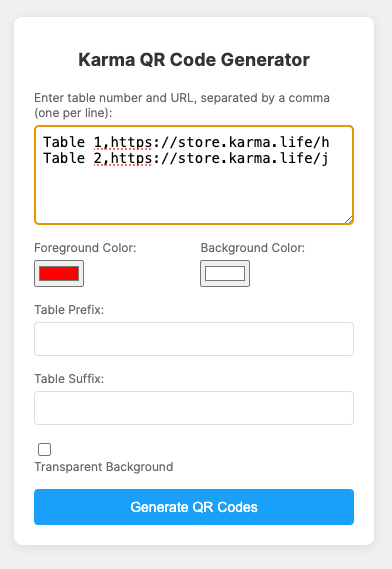 Karma QR Code Generator
Enter table number and URL, separated by a comma
(one per line):
Table 1,https://store.karma.life/h
Table 2,https://store.karma.life/j
Foreground Color:
Background Color:
Table Prefix:
Table Suffix:
Transparent Background
Generate QR Codes